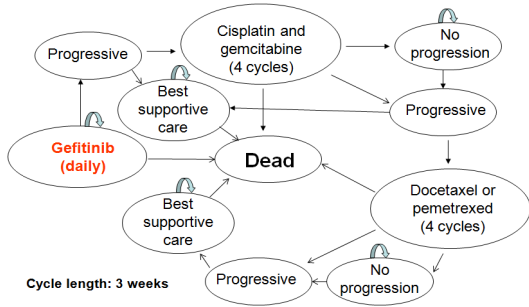 Cisplatin and
gemcitabine
(4 cycles)
No
progression
Progressive
Best
supportive
care
Progressive
Gefitinib
(daily)
Dead
Docetaxel or
pemetrexed
(4 cycles)
Best
supportive
care
No
progression
Progressive
Cycle length: 3 weeks